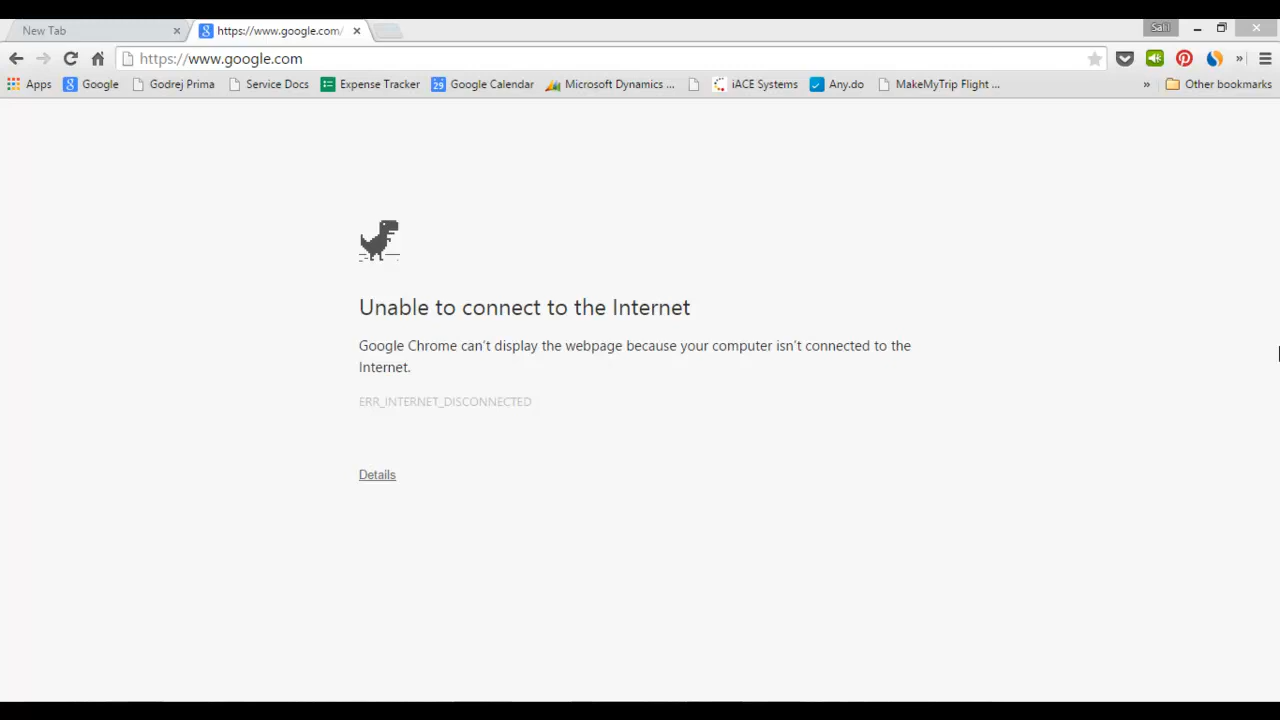 New Tab
https://www.google.com/
https://www.google.com
Apps Google Godrej Prima Service Docs Expense Tracker 29 Google Calendar Microsoft Dynamics ... iACE Systems Any.do MakeMyTrip Flight ... » Other bookmarks
Unable to connect to the Internet
Google Chrome can't display the webpage because your computer isn't connected to the
Internet.
ERR_INTERNET_DISCONNECTED
Details